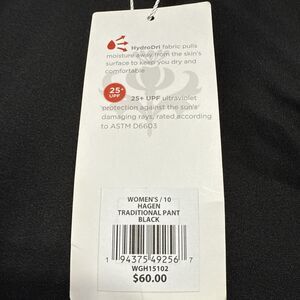 HydroDri fabric pulls
moisture away from the skin's
surface to keep you dry and
comfortable
25+
UPF
25+ UPF ultraviolet
protection against the sun's
damaging rays, rated according
to ASTM D6603
WOMEN'S / 10
HAGEN
TRADITIONAL PANT
BLACK
1 94375 49256 7
WGH15102
$60.00